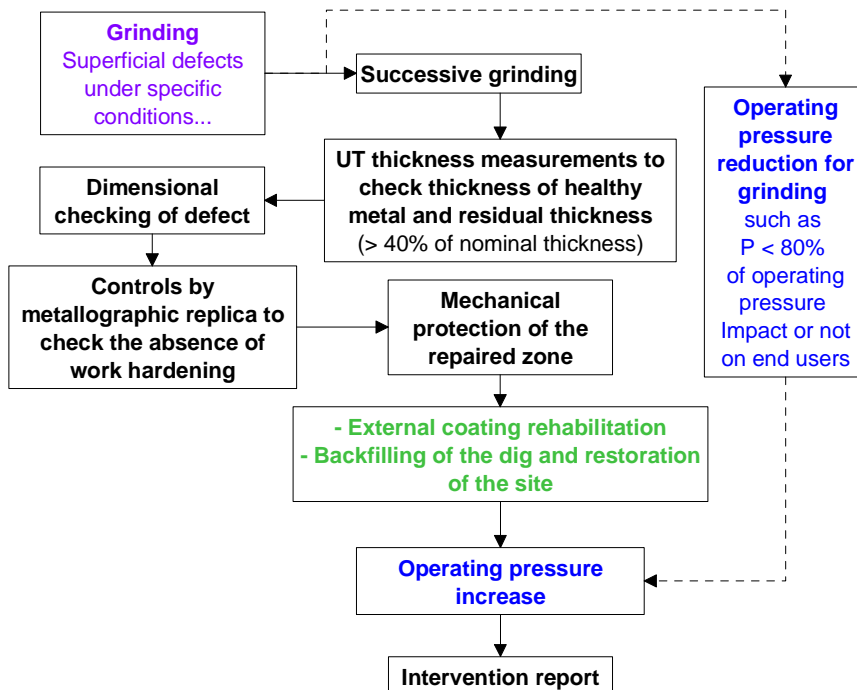 Grinding
Superficial defects
under specific
conditions...
Successive grinding
Operating
pressure
reduction for
grinding
such as
P < 80%
of operating
pressure
Impact or not
on end users
UT thickness measurements to
check thickness of healthy
metal and residual thickness
(> 40% of nominal thickness)
Dimensional
checking of defect
Controls by
metallographic replica to
check the absence of
work hardening
Mechanical
protection of the
repaired zone
- External coating rehabilitation
- Backfilling of the dig and restoration
of the site
Operating pressure
increase
Intervention report